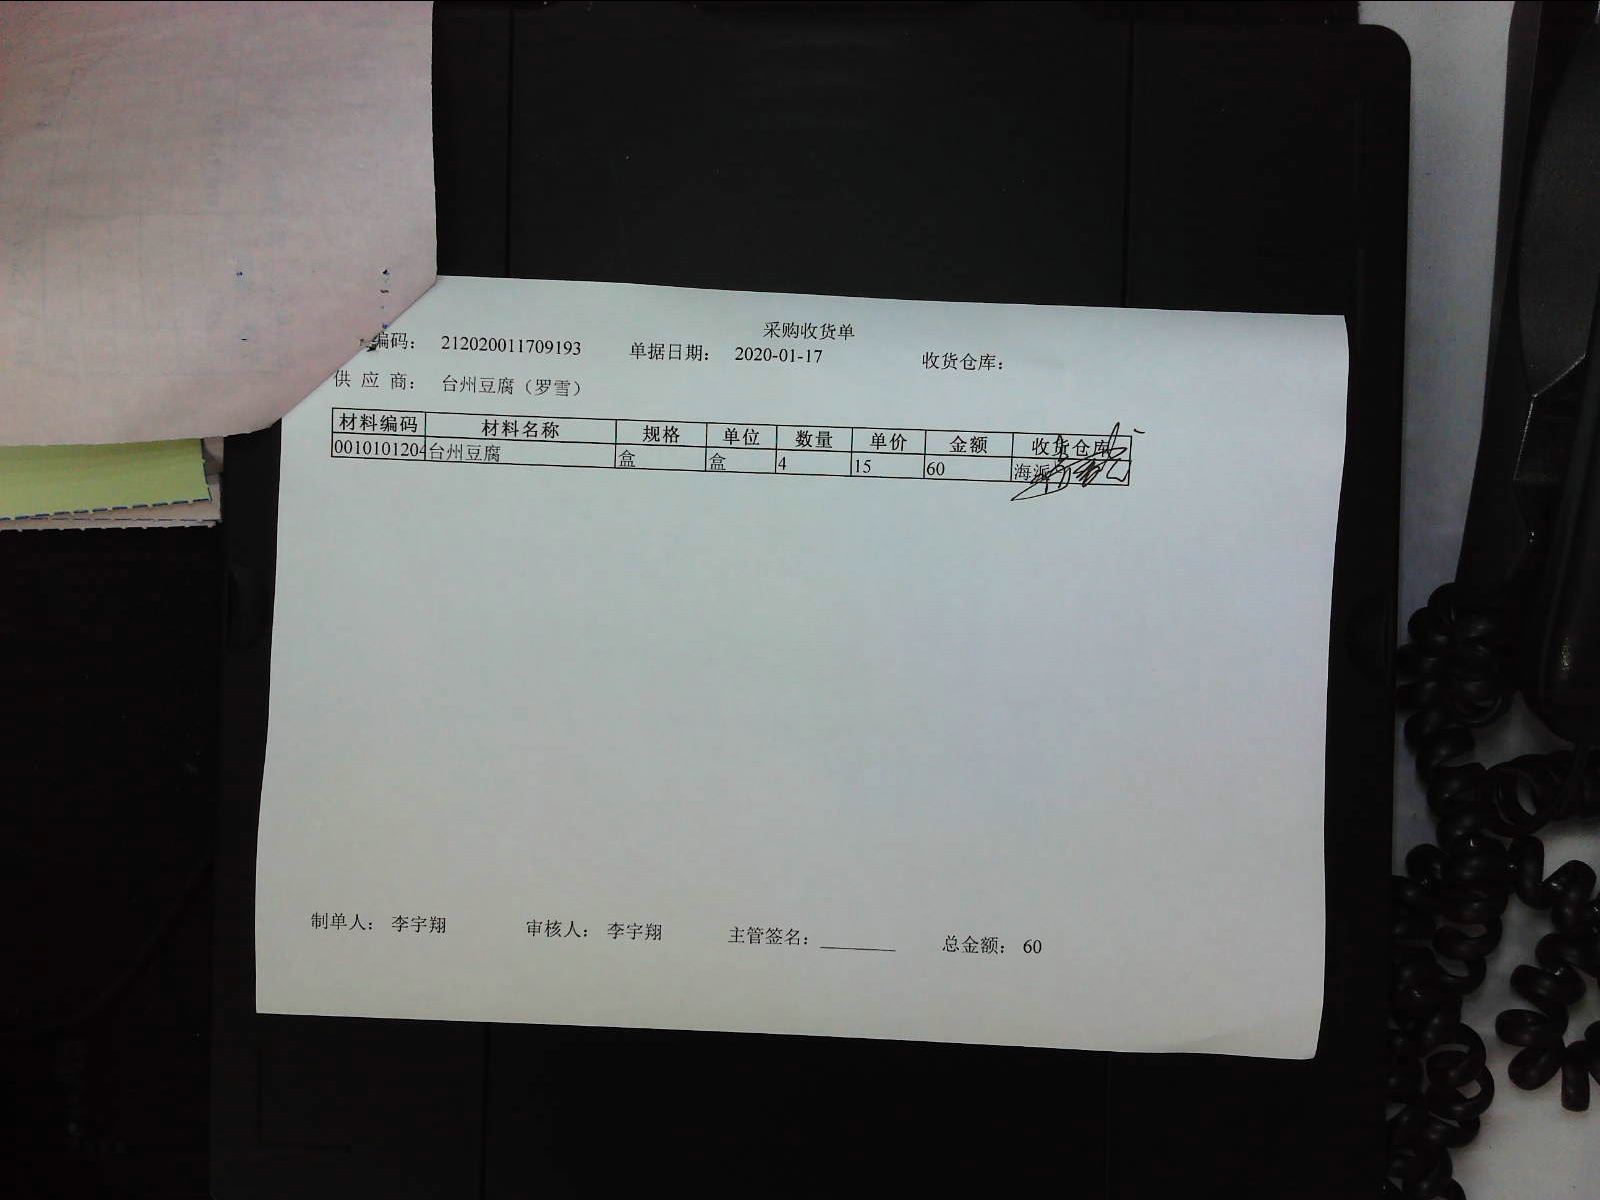 采购收货单
编码： 212020011709193 单据日期： 2020-01-17 收货仓库：
供 应 商： 台州豆腐（罗雪）
材料编码 材料名称 规格 单位 数量 单价 金额 收货仓库
0010101204 台州豆腐 盒 盒 4 15 60 海派
制单人： 李宇翔 审核人： 李宇翔 主管签名： 总金额： 60